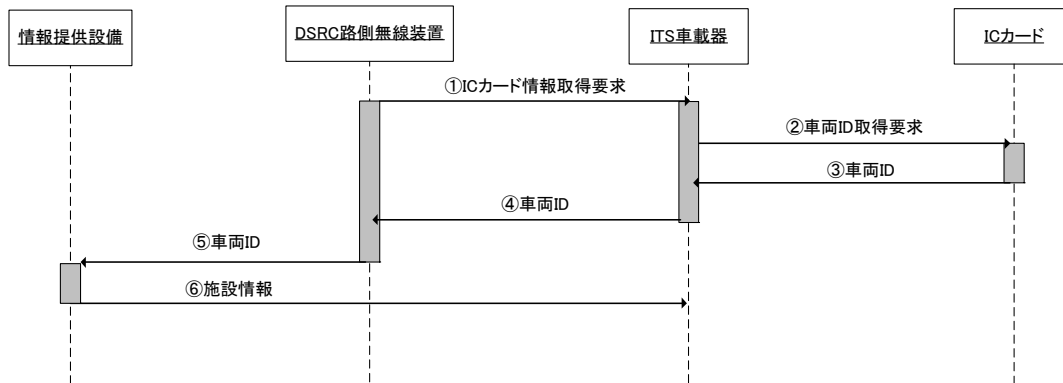 情報提供設備
DSRC路側無線装置
ITS車載器
ICカード
①ICカード情報取得要求
②車両ID取得要求
③車両ID
④車両ID
⑤車両ID
⑥施設情報